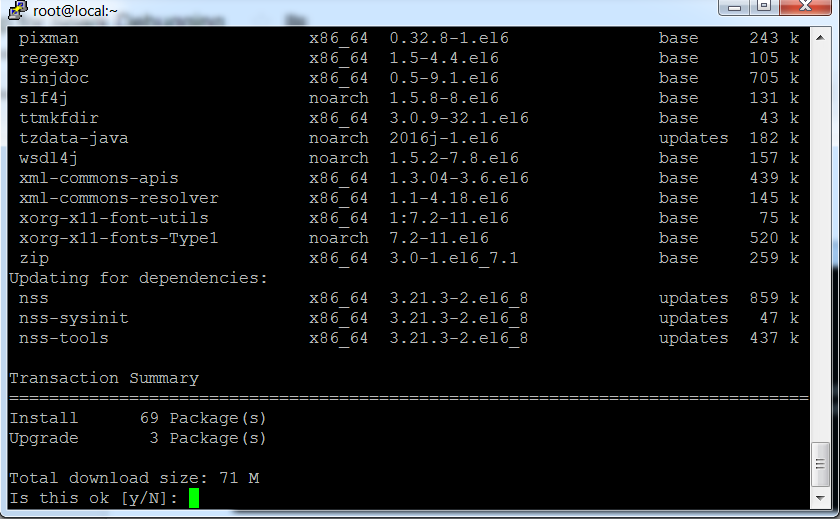 root@local:~
pixman x86_64 0.32.8-1.el6 base 243 k
regexp x86_64 1.5-4.4.el6 base 105 k
sinjdoc x86_64 0.5-9.1.el6 base 705 k
slf4j noarch 1.5.8-8.el6 base 131 k
ttmkfdir x86_64 3.0.9-32.1.el6 base 43 k
tzdata-java noarch 2016j-1.el6 updates 182 k
wsdl4j noarch 1.5.2-7.8.el6 base 157 k
xml-commons-apis x86_64 1.3.04-3.6.el6 base 439 k
xml-commons-resolver x86_64 1.1-4.18.el6 base 145 k
xorg-x11-font-utils x86_64 1:7.2-11.el6 base 75 k
xorg-x11-fonts-Type1 noarch 7.2-11.el6 base 520 k
zip x86_64 3.0-1.el6_7.1 base 259 k
Updating for dependencies:
nss x86_64 3.21.3-2.el6_8 updates 859 k
nss-sysinit x86_64 3.21.3-2.el6_8 updates 47 k
nss-tools x86_64 3.21.3-2.el6_8 updates 437 k
Transaction Summary
================================================================================
Install 69 Package(s)
Upgrade 3 Package(s)
Total download size: 71 M
Is this ok [y/N]: